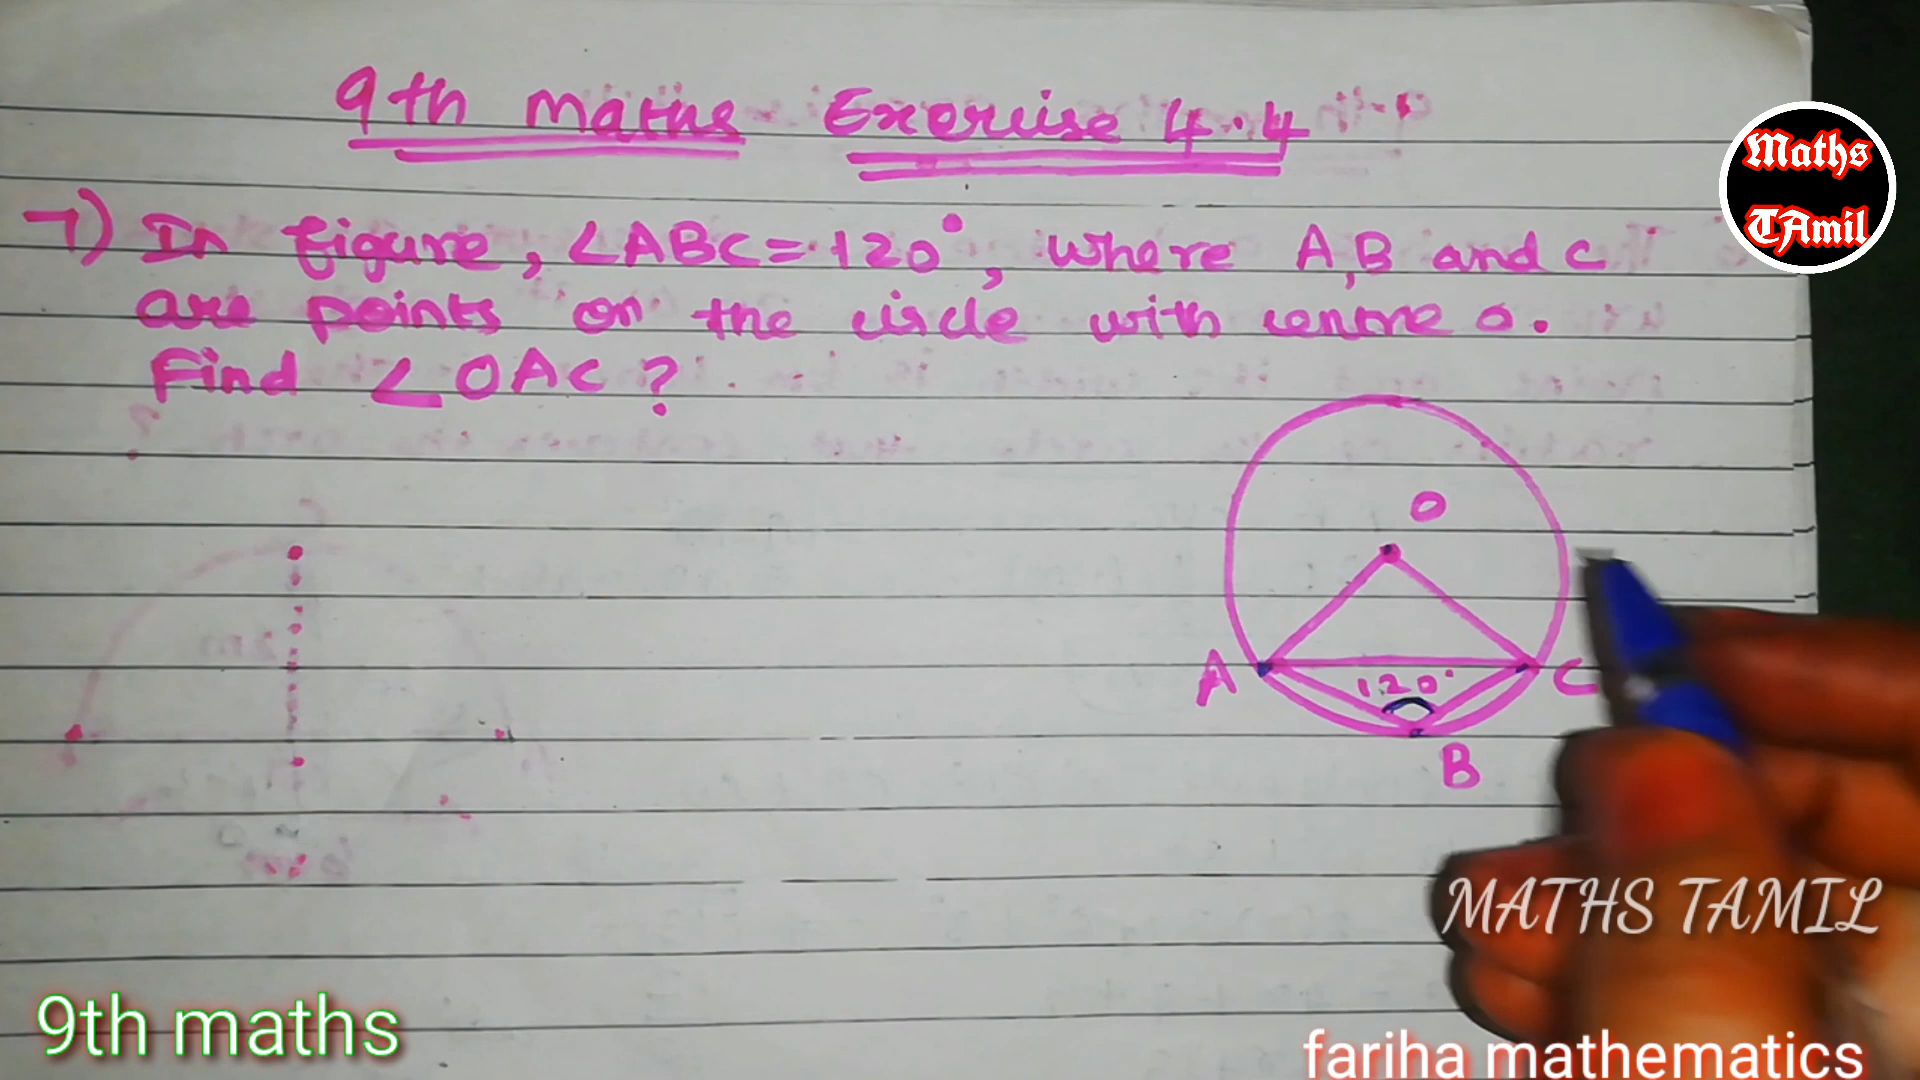 9th Maths Exercise 4.4
Maths
TAmil
7) In figure, ∠ABC = 120°, where A, B and C
are points on the circle with centre O.
Find ∠OAC ?
O
A
C
120°
B
MATHS TAMIL
9th maths
fariha mathematics